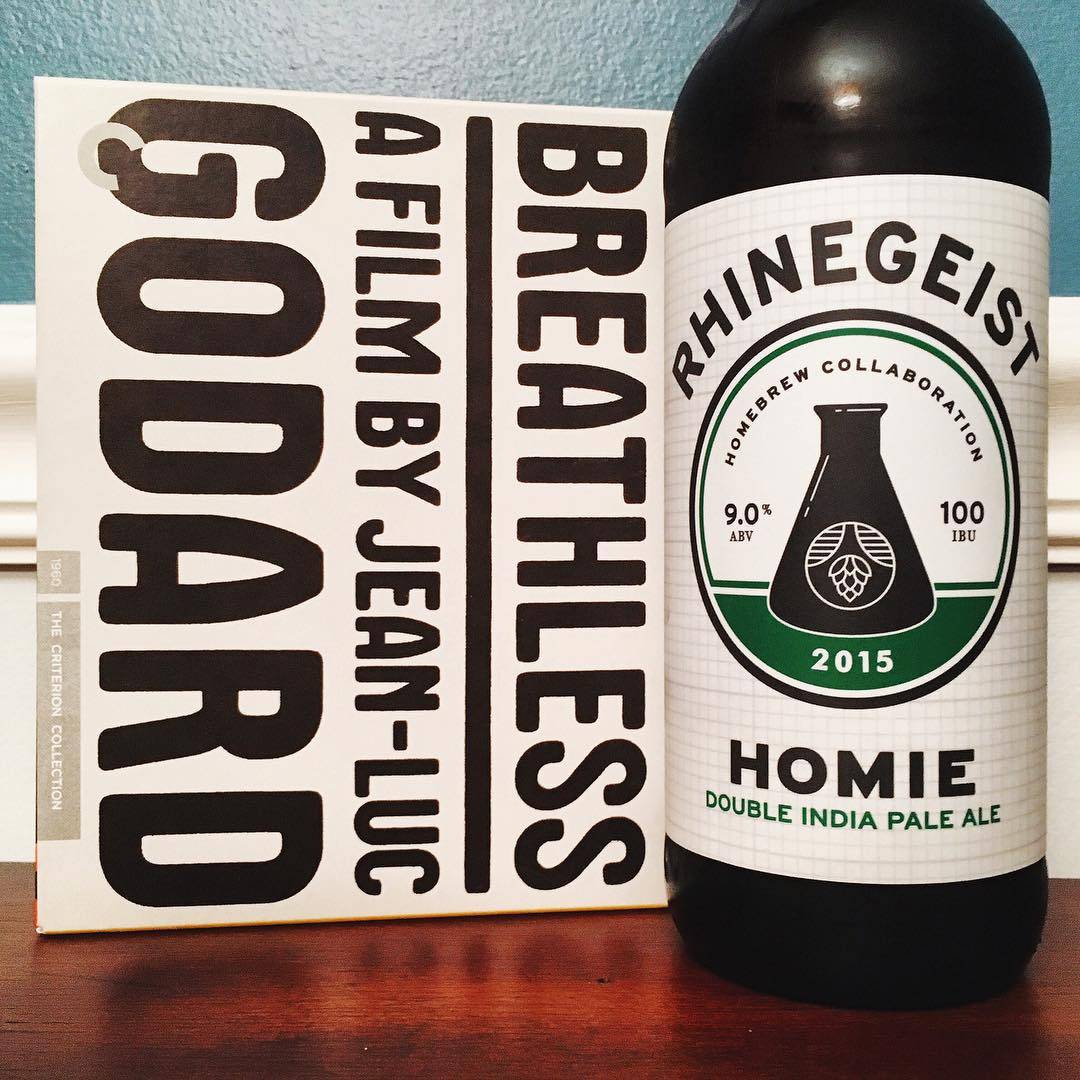 BREATHLESS
A FILM BY JEAN-LUC
GODARD
C
1960
THE CRITERION COLLECTION
RHINEGEIST
HOMEBREW COLLABORATION
9.0%
ABV
100
IBU
2015
HOMIE
DOUBLE INDIA PALE ALE